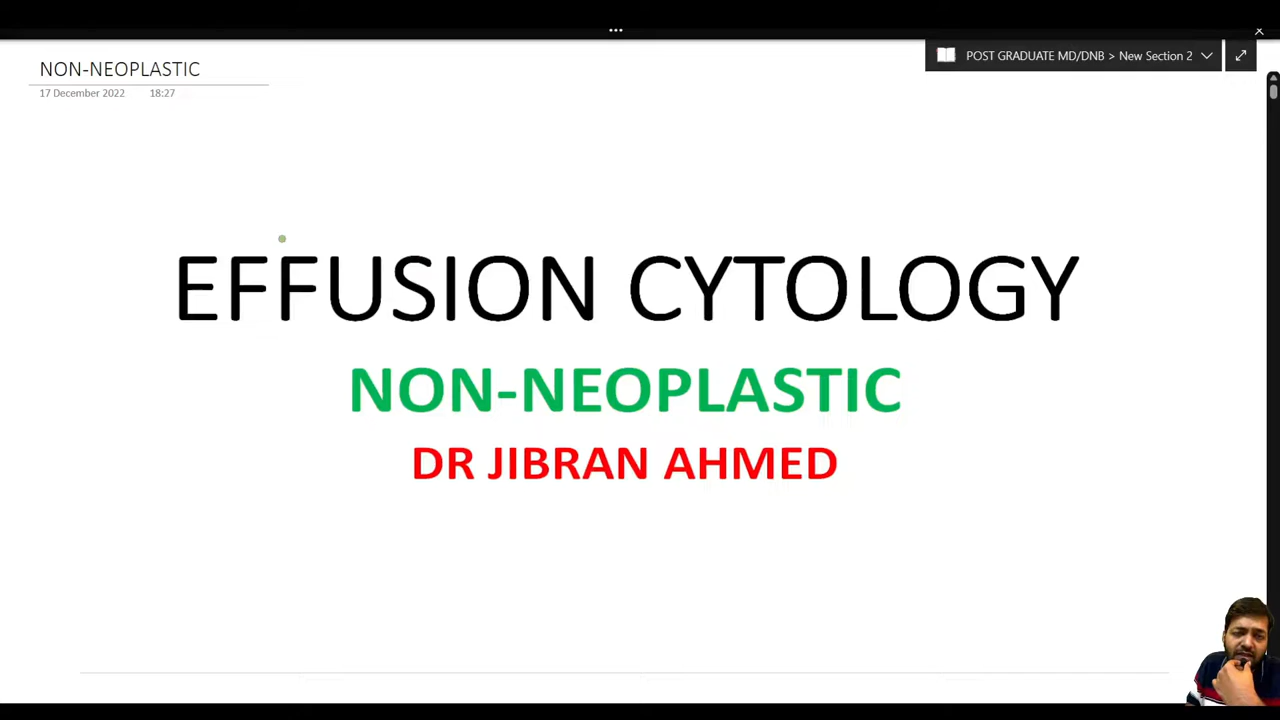 POST GRADUATE MD/DNB > New Section 2
NON-NEOPLASTIC
17 December 2022 18:27
EFFUSION CYTOLOGY
NON-NEOPLASTIC
DR JIBRAN AHMED